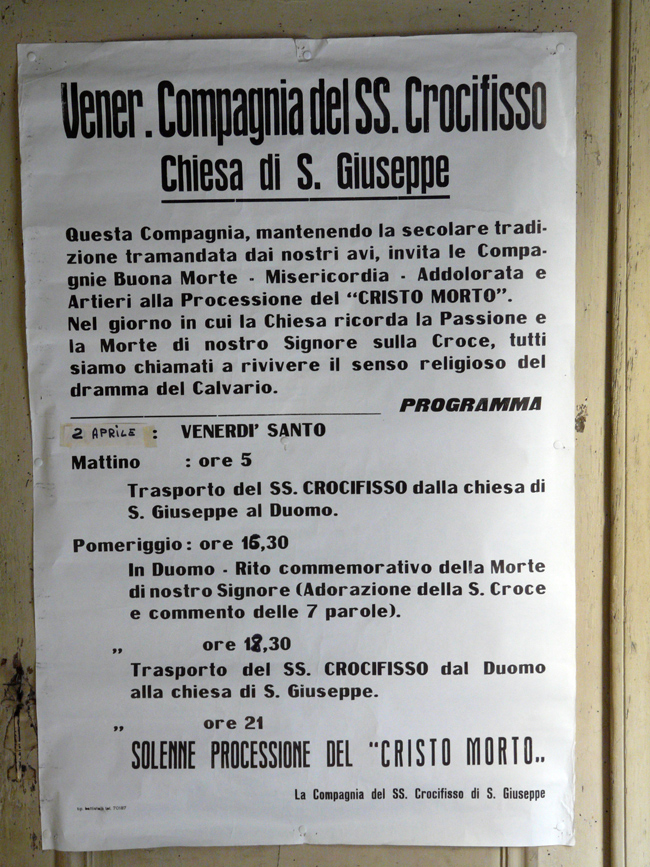 Vener. Compagnia del SS. Crocifisso
Chiesa di S. Giuseppe
Questa Compagnia, mantenendo la secolare tradi-
zione tramandata dai nostri avi, invita le Compa-
gnie Buona Morte - Misericordia - Addolorata e
Artieri alla Processione del "CRISTO MORTO".
Nel giorno in cui la Chiesa ricorda la Passione e
la Morte di nostro Signore sulla Croce, tutti
siamo chiamati a rivivere il senso religioso del
dramma del Calvario.
PROGRAMMA
2 APRILE : VENERDI' SANTO
Mattino : ore 5
Trasporto del SS. CROCIFISSO dalla chiesa di
S. Giuseppe al Duomo.
Pomeriggio : ore 16,30
In Duomo - Rito commemorativo della Morte
di nostro Signore (Adorazione della S. Croce
e commento delle 7 parole).
„ ore 18,30
Trasporto del SS. CROCIFISSO dal Duomo
alla chiesa di S. Giuseppe.
„ ore 21
SOLENNE PROCESSIONE DEL "CRISTO MORTO„
La Compagnia del SS. Crocifisso di S. Giuseppe